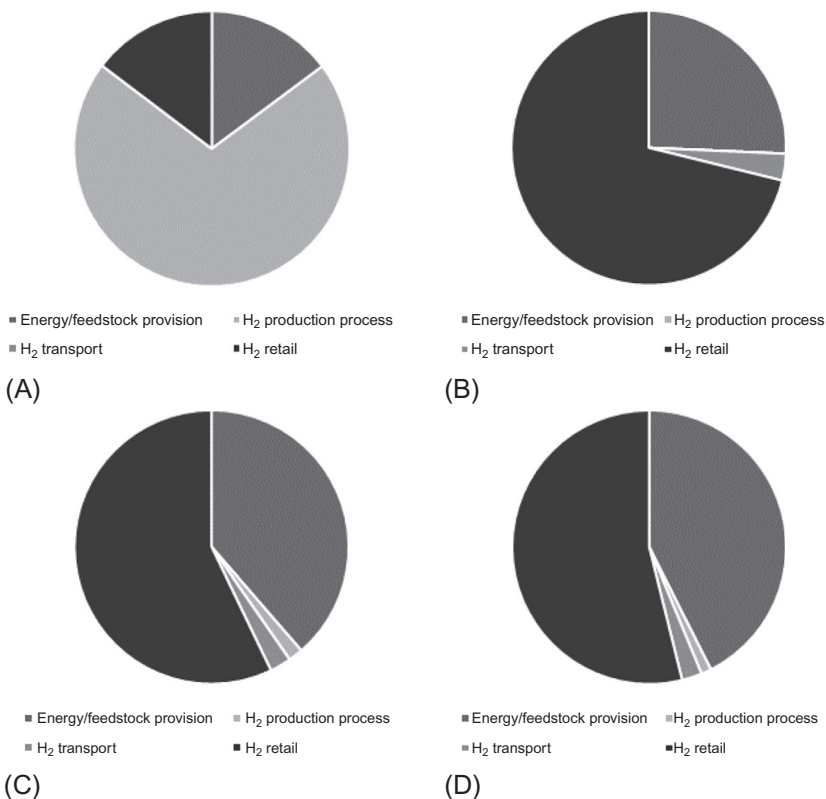 Energy/feedstock provision H₂ production process
H₂ transport H₂ retail
(A)
Energy/feedstock provision H₂ production process
H₂ transport H₂ retail
(B)
Energy/feedstock provision H₂ production process
H₂ transport H₂ retail
(C)
Energy/feedstock provision H₂ production process
H₂ transport H₂ retail
(D)